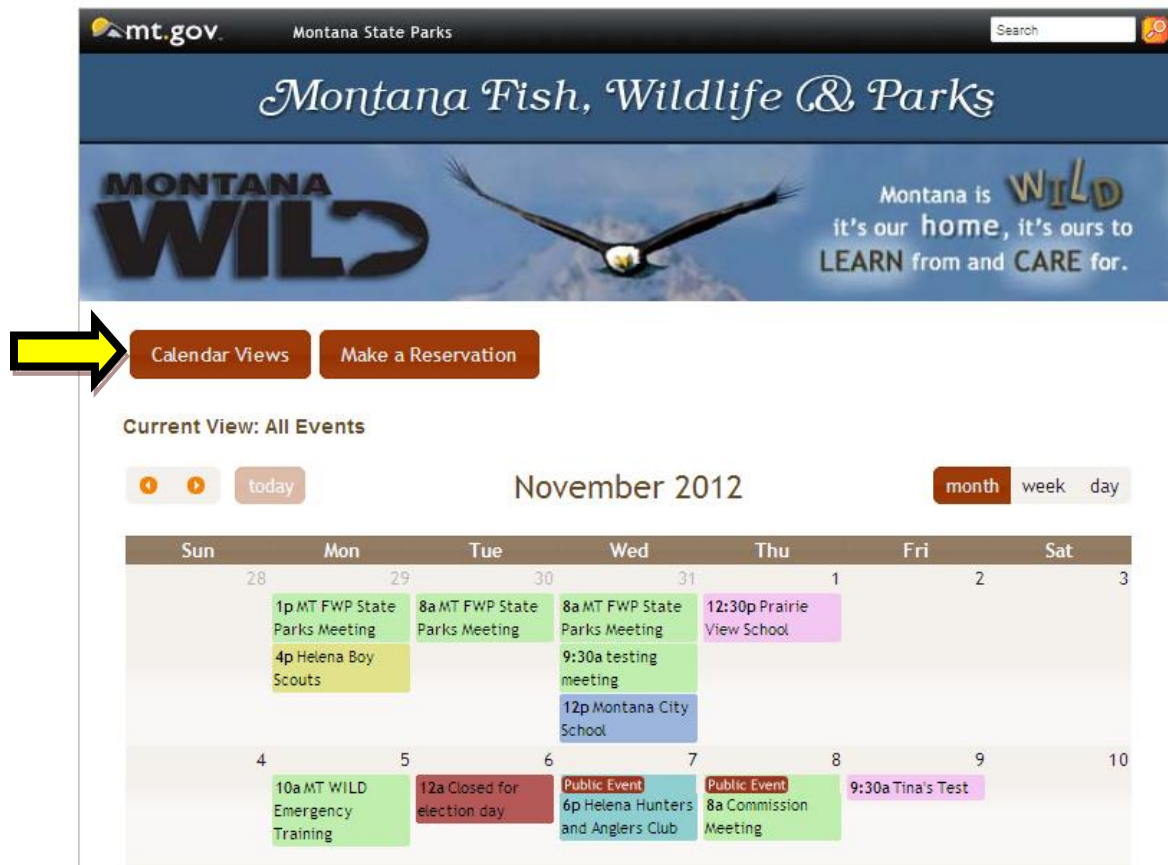 mt.gov. Montana State Parks Search
Montana Fish, Wildlife & Parks
MONTANA
WILD
Montana is WILD
it's our home, it's ours to
LEARN from and CARE for.
Calendar Views Make a Reservation
Current View: All Events
today November 2012 month week day
Sun Mon Tue Wed Thu Fri Sat
28 29 30 31 1 2 3
1p MT FWP State
Parks Meeting
4p Helena Boy
Scouts
8a MT FWP State
Parks Meeting
8a MT FWP State
Parks Meeting
9:30a testing
meeting
12p Montana City
School
12:30p Prairie
View School
4 5 6 7 8 9 10
10a MT WILD
Emergency
Training
12a Closed for
election day
Public Event
6p Helena Hunters
and Anglers Club
Public Event
8a Commission
Meeting
9:30a Tina's Test